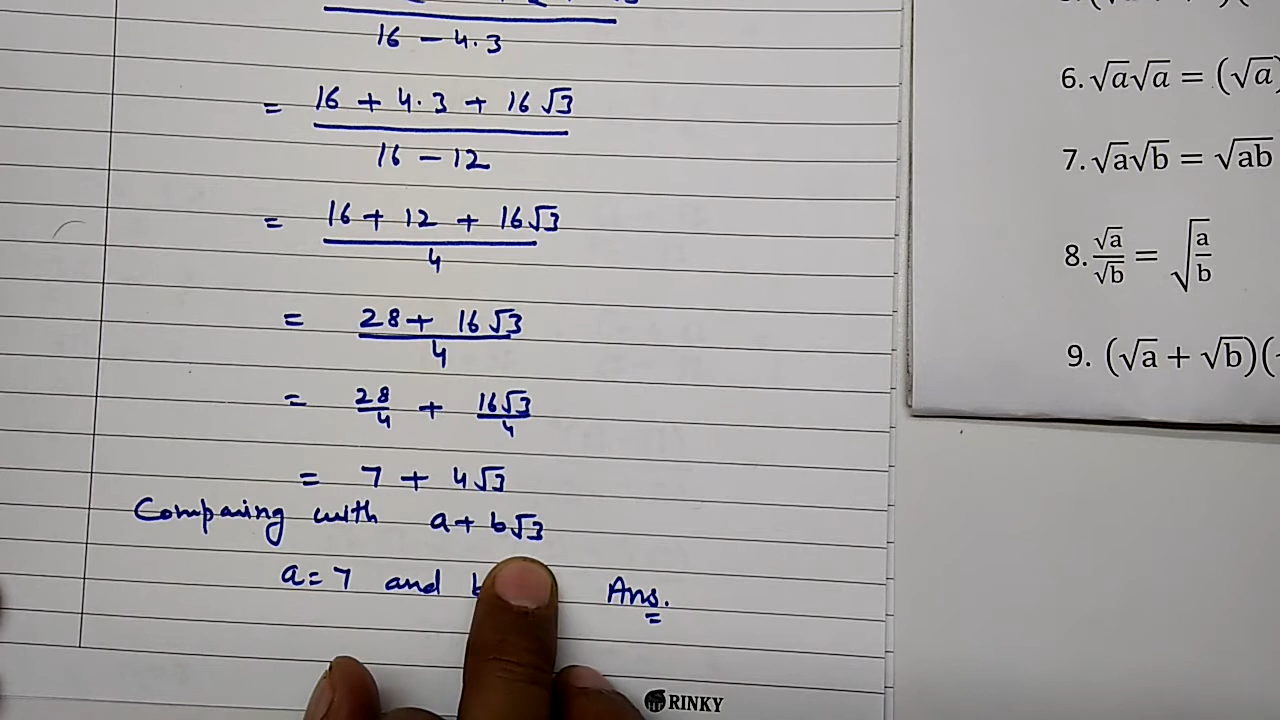 16 - 4.3
= 16 + 4.3 + 16√3
16 - 12
= 16 + 12 + 16√3
4
= 28 + 16√3
4
= 28/4 + 16√3/4
= 7 + 4√3
Comparing with a + b√3
a = 7 and b Ans.
RINKY
6. √a√a = (√a)
7. √a√b = √ab
8. √a/√b = √a/b
9. (√a + √b)(